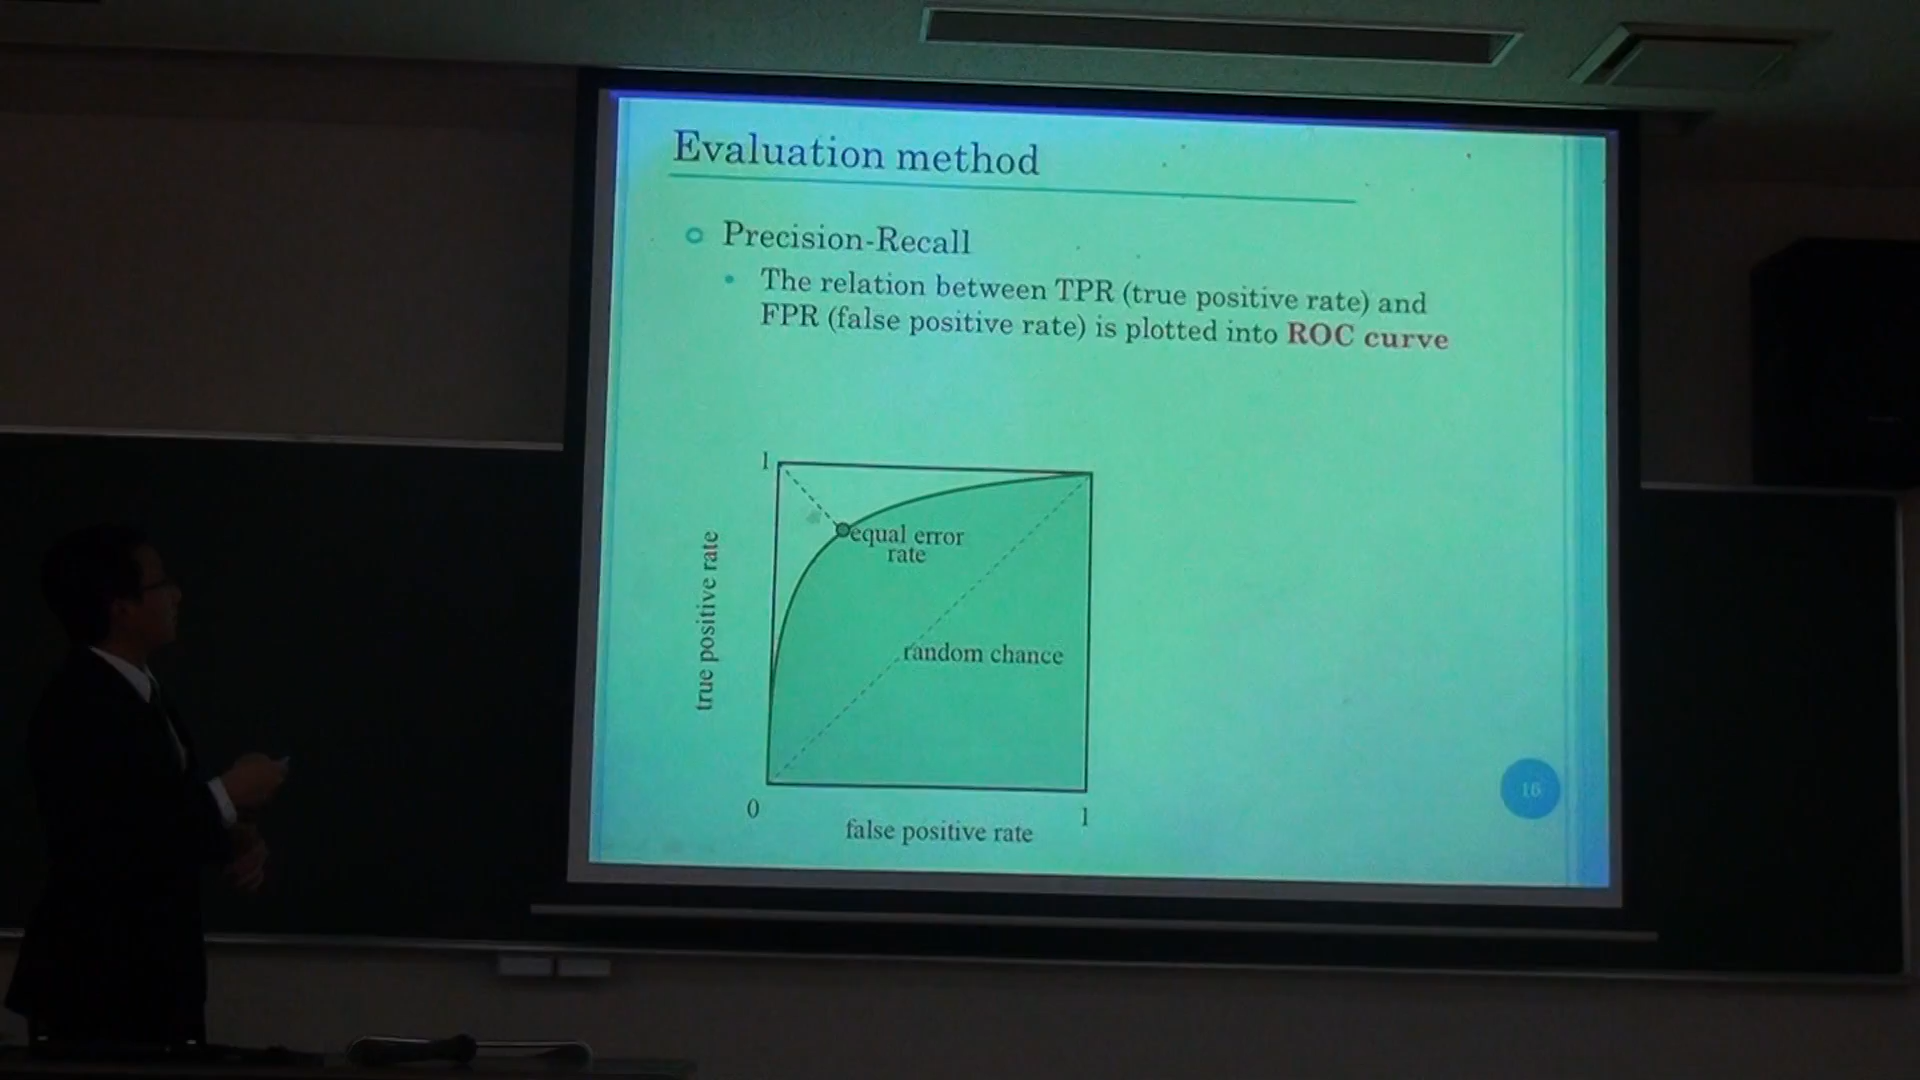 Evaluation method
Precision-Recall
The relation between TPR (true positive rate) and
FPR (false positive rate) is plotted into ROC curve
1
equal error
rate
true positive rate
random chance
0
1
false positive rate
16